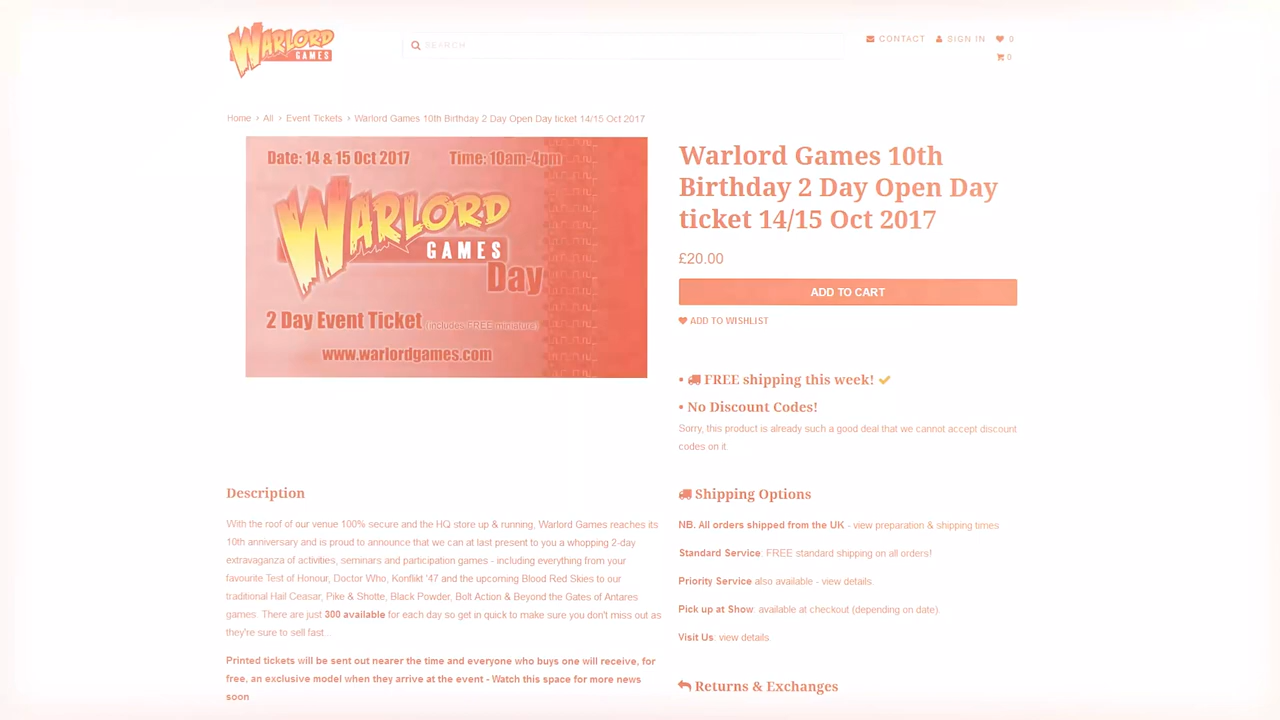 WARLORD
GAMES
SEARCH
CONTACT
SIGN IN
0
0
Home › All › Event Tickets › Warlord Games 10th Birthday 2 Day Open Day ticket 14/15 Oct 2017
Date: 14 & 15 Oct 2017 Time: 10am-4pm
WARLORD
GAMES
Day
2 Day Event Ticket (includes FREE miniature)
www.warlordgames.com
Warlord Games 10th
Birthday 2 Day Open Day
ticket 14/15 Oct 2017
£20.00
ADD TO CART
ADD TO WISHLIST
• FREE shipping this week!
• No Discount Codes!
Sorry, this product is already such a good deal that we cannot accept discount
codes on it.
Description
With the roof of our venue 100% secure and the HQ store up & running, Warlord Games reaches its
10th anniversary and is proud to announce that we can at last present to you a whopping 2-day
extravaganza of activities, seminars and participation games - including everything from your
favourite Test of Honour, Doctor Who, Konflikt '47 and the upcoming Blood Red Skies to our
traditional Hail Ceasar, Pike & Shotte, Black Powder, Bolt Action & Beyond the Gates of Antares
games. There are just 300 available for each day so get in quick to make sure you don't miss out as
they're sure to sell fast...
Printed tickets will be sent out nearer the time and everyone who buys one will receive, for
free, an exclusive model when they arrive at the event - Watch this space for more news
soon
Shipping Options
NB. All orders shipped from the UK - view preparation & shipping times
Standard Service: FREE standard shipping on all orders!
Priority Service also available - view details.
Pick up at Show: available at checkout (depending on date).
Visit Us: view details.
Returns & Exchanges